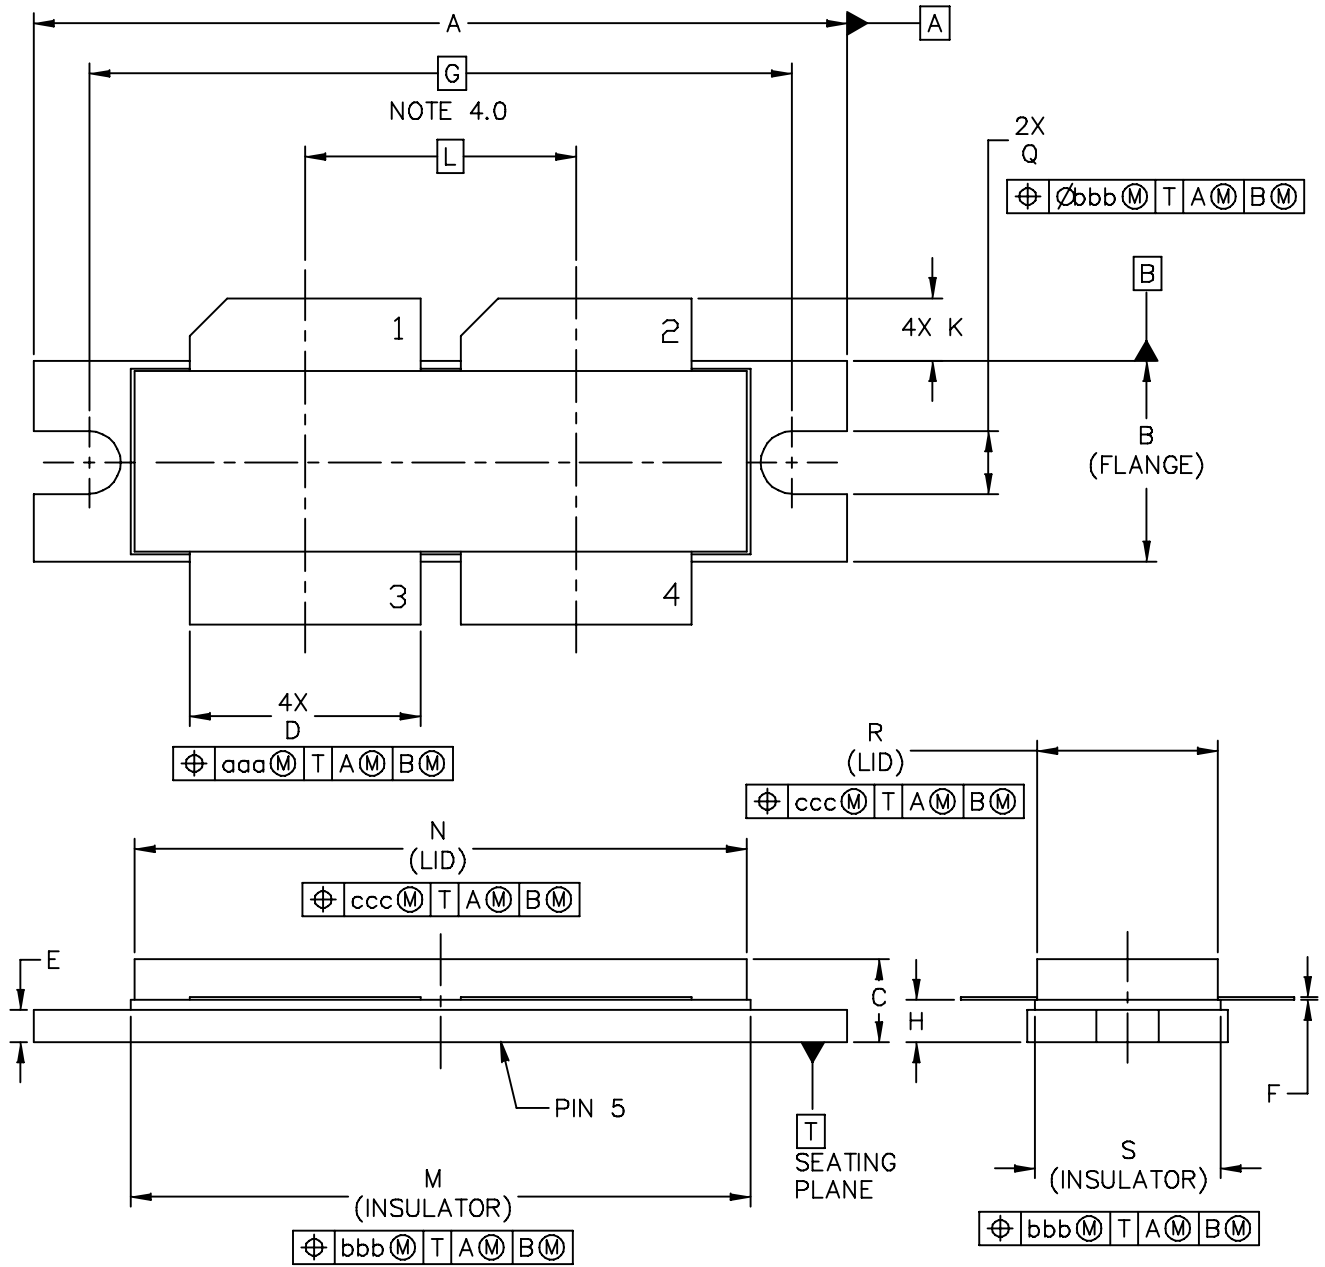 A
A
G
NOTE 4.0
L
2X
Q
⌖ Øbbb Ⓜ T A Ⓜ B Ⓜ
B
1
2
4X K
B
(FLANGE)
3
4
4X
D
⌖ aaa Ⓜ T A Ⓜ B Ⓜ
R
(LID)
⌖ ccc Ⓜ T A Ⓜ B Ⓜ
N
(LID)
⌖ ccc Ⓜ T A Ⓜ B Ⓜ
E
C
H
F
PIN 5
T
SEATING
PLANE
M
(INSULATOR)
⌖ bbb Ⓜ T A Ⓜ B Ⓜ
S
(INSULATOR)
⌖ bbb Ⓜ T A Ⓜ B Ⓜ